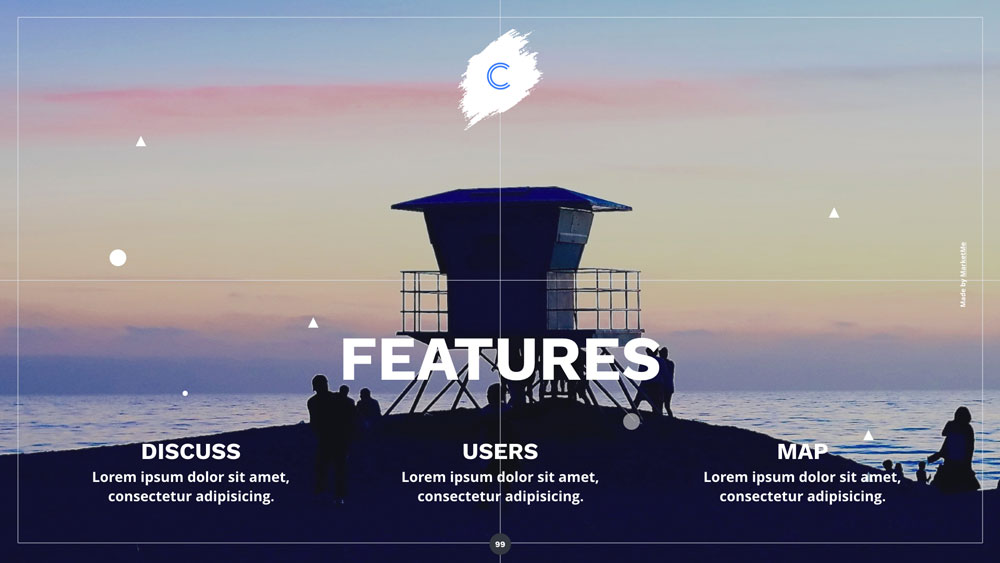 C
Made by MarketMe
FEATURES
DISCUSS
Lorem ipsum dolor sit amet,
consectetur adipisicing.
USERS
Lorem ipsum dolor sit amet,
consectetur adipisicing.
MAP
Lorem ipsum dolor sit amet,
consectetur adipisicing.
99